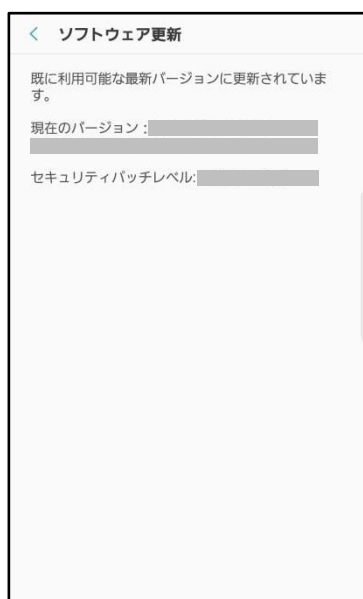 ソフトウェア更新
既に利用可能な最新バージョンに更新されていま
す。
現在のバージョン :
セキュリティパッチレベル: